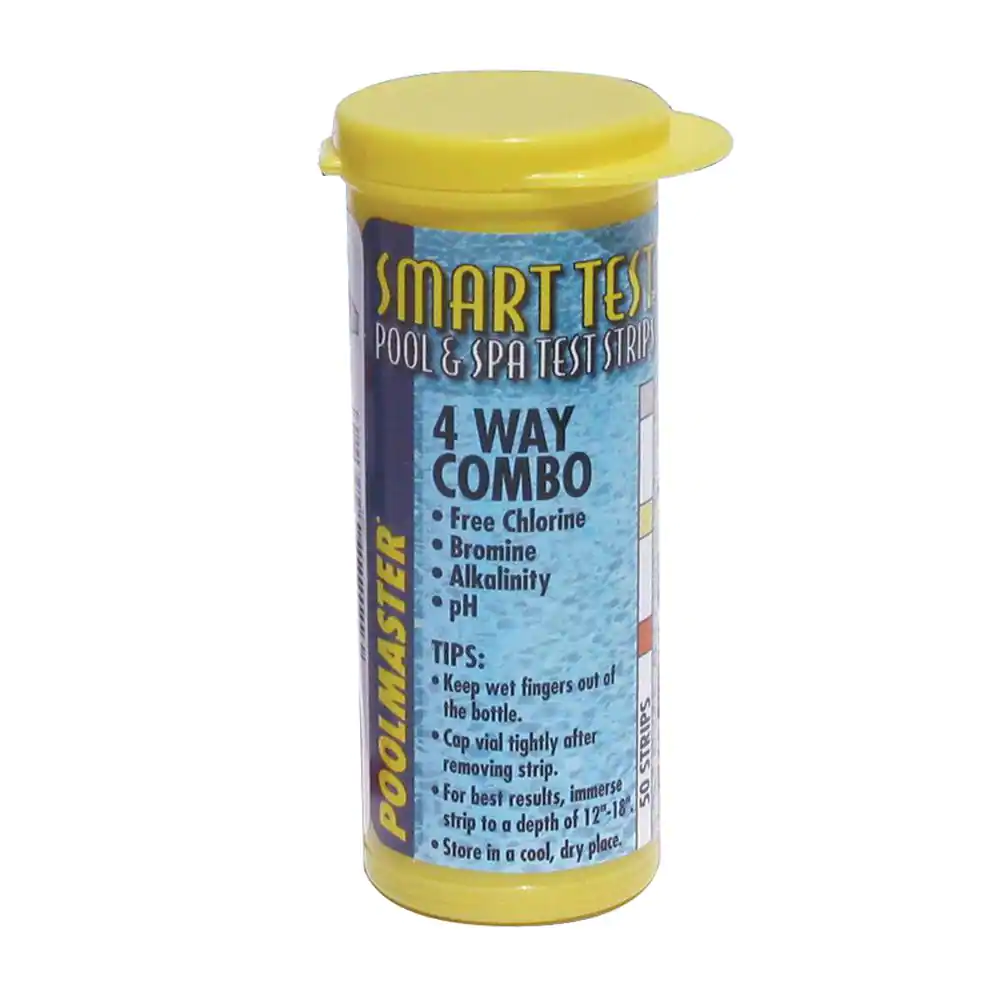 SMART TEST
POOL & SPA TEST STRIPS
4 WAY
COMBO
• Free Chlorine
• Bromine
• Alkalinity
• pH
TIPS:
• Keep wet fingers out of
the bottle.
• Cap vial tightly after
removing strip.
• For best results, immerse
strip to a depth of 12"-18".
• Store in a cool, dry place.
POOLMASTER
50 STRIPS